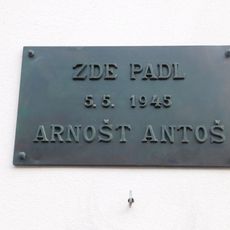 ZDE PADL
5.5. 1945
ARNOŠT ANTOŠ